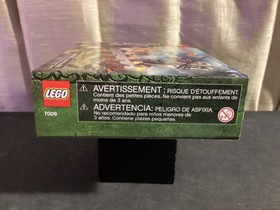 LEGO
7009
AVERTISSEMENT : RISQUE D'ÉTOUFFEMENT
Contient des petites pièces. Ne convient pas aux enfants de
moins de 3 ans.
ADVERTENCIA: PELIGRO DE ASFIXIA.
No recomendado para niños menores de
3 años. Contiene piezas pequeñas.